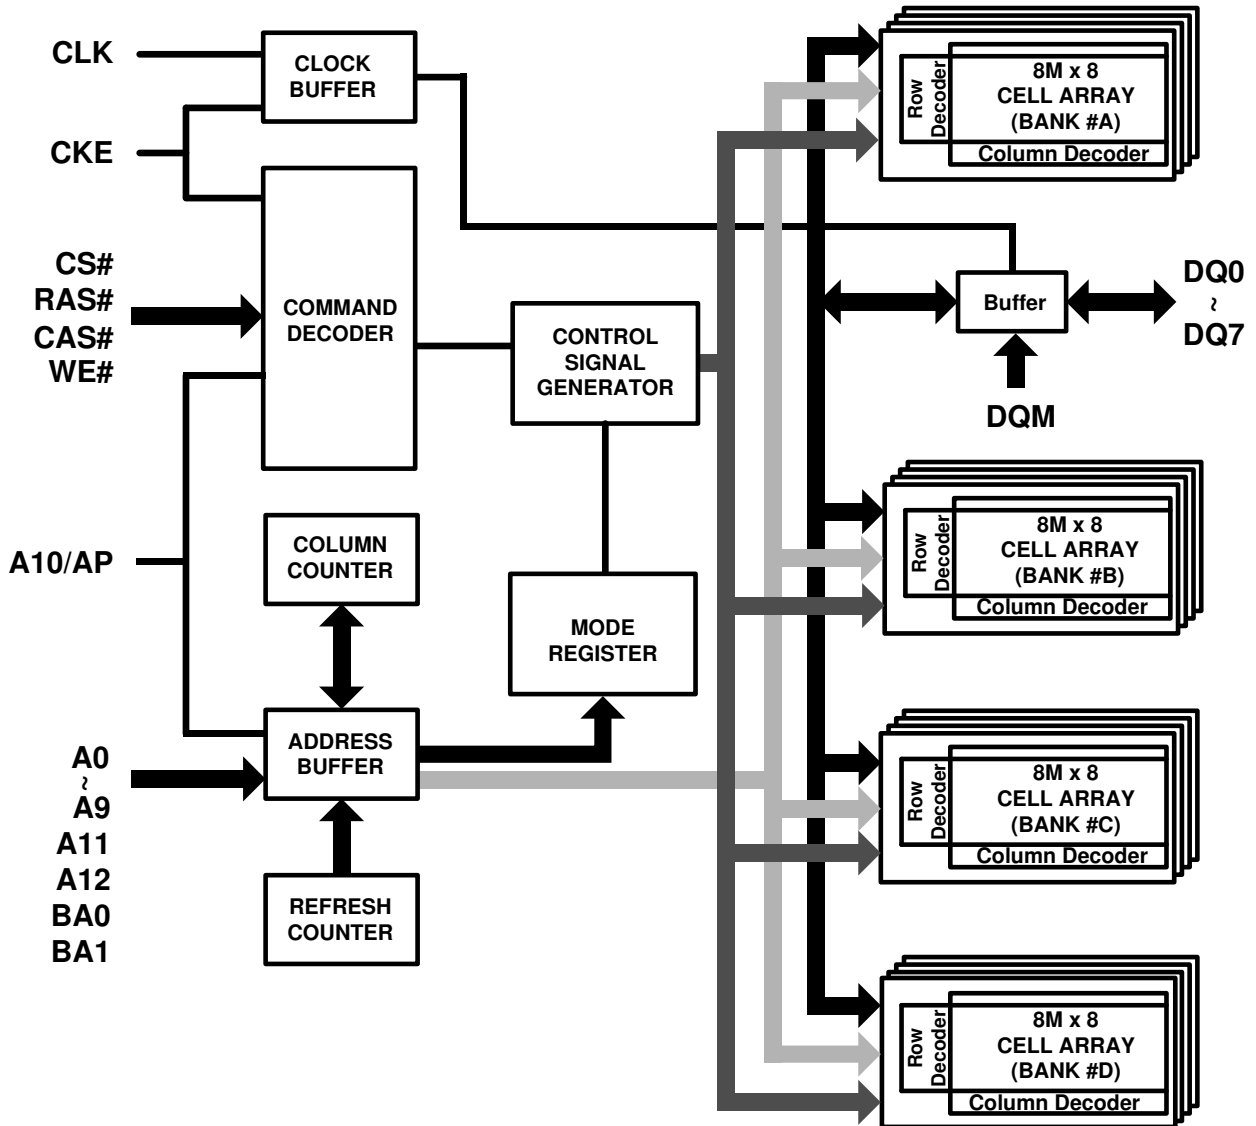 CLK
CKE
CS#
RAS#
CAS#
WE#
A10/AP
A0
~
A9
A11
A12
BA0
BA1
CLOCK
BUFFER
COMMAND
DECODER
COLUMN
COUNTER
ADDRESS
BUFFER
REFRESH
COUNTER
CONTROL
SIGNAL
GENERATOR
MODE
REGISTER
Row
Decoder
8M x 8
CELL ARRAY
(BANK #A)
Column Decoder
Buffer
DQ0
~
DQ7
DQM
Row
Decoder
8M x 8
CELL ARRAY
(BANK #B)
Column Decoder
Row
Decoder
8M x 8
CELL ARRAY
(BANK #C)
Column Decoder
Row
Decoder
8M x 8
CELL ARRAY
(BANK #D)
Column Decoder